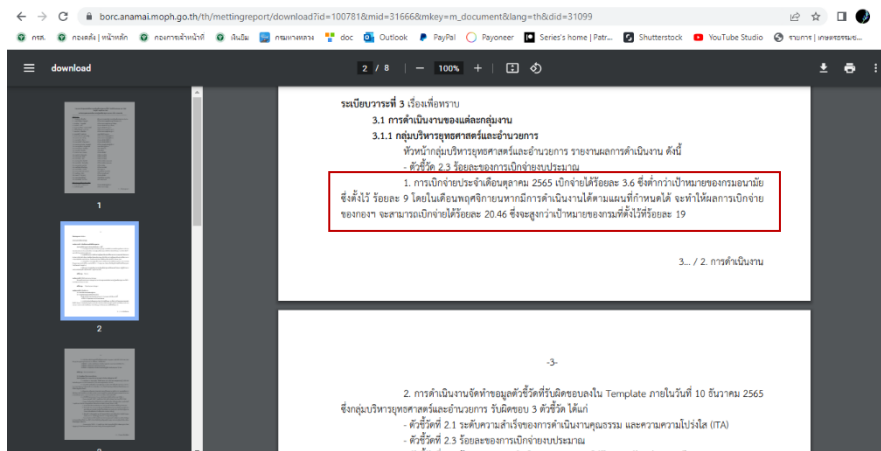 borc.anamai.moph.go.th/th/mettingreport/download?id=100781&mid=31666&mkey=m_document&lang=th&did=31099
กรส. กองคลัง | หน้าหลัก กองการเจ้าหน้าที่ อินโฟ กรมทางหลวง doc Outlook PayPal Payoneer Series's home | Patr... Shutterstock YouTube Studio
download 2 / 8 100%
ระเบียบวาระที่ 3 เรื่องเพื่อทราบ
3.1 การดำเนินงานของแต่ละกลุ่มงาน
3.1.1 กลุ่มบริหารยุทธศาสตร์และอำนวยการ
หัวหน้ากลุ่มบริหารยุทธศาสตร์และอำนวยการ รายงานผลการดำเนินงาน ดังนี้
- ตัวชี้วัด 2.3 ร้อยละของการเบิกจ่ายงบประมาณ
1. การเบิกจ่ายประจำเดือนตุลาคม 2565 เบิกจ่ายได้ร้อยละ 3.6 ซึ่งต่ำกว่าเป้าหมายของกรมอนามัย
ซึ่งตั้งไว้ ร้อยละ 9 โดยในเดือนพฤศจิกายนหากมีการดำเนินงานได้ตามแผนที่กำหนดได้ จะทำให้ผลการเบิกจ่าย
ของกองฯ จะสามารถเบิกจ่ายได้ร้อยละ 20.46 ซึ่งจะสูงกว่าเป้าหมายของกรมที่ตั้งไว้ที่ร้อยละ 19
1
3... / 2. การดำเนินงาน
2
-3-
2. การดำเนินงานจัดทำข้อมูลตัวชี้วัดที่รับผิดชอบลงใน Template ภายในวันที่ 10 ธันวาคม 2565
ซึ่งกลุ่มบริหารยุทธศาสตร์และอำนวยการ รับผิดชอบ 3 ตัวชี้วัด ได้แก่
- ตัวชี้วัดที่ 2.1 ระดับความสำเร็จของการดำเนินงานคุณธรรม และความความโปร่งใส (ITA)
- ตัวชี้วัดที่ 2.3 ร้อยละของการเบิกจ่ายงบประมาณ